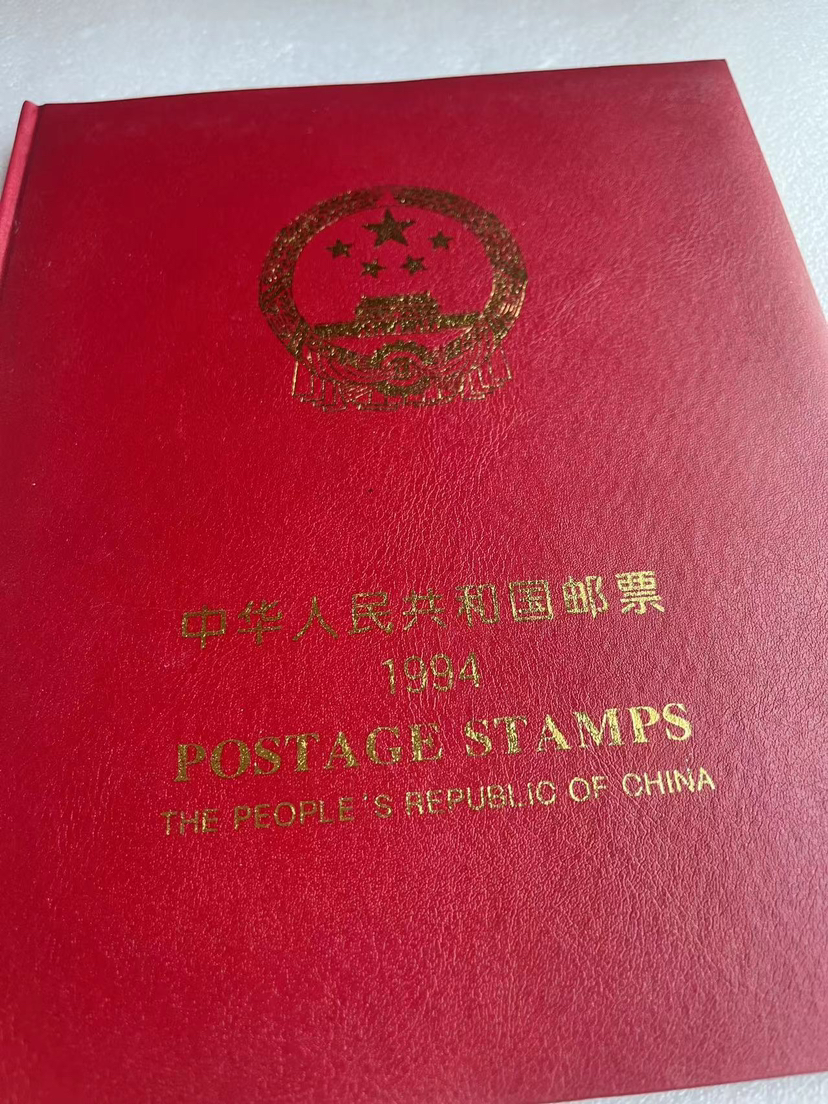 中华人民共和国邮票
1994
POSTAGE STAMPS
THE PEOPLE'S REPUBLIC OF CHINA